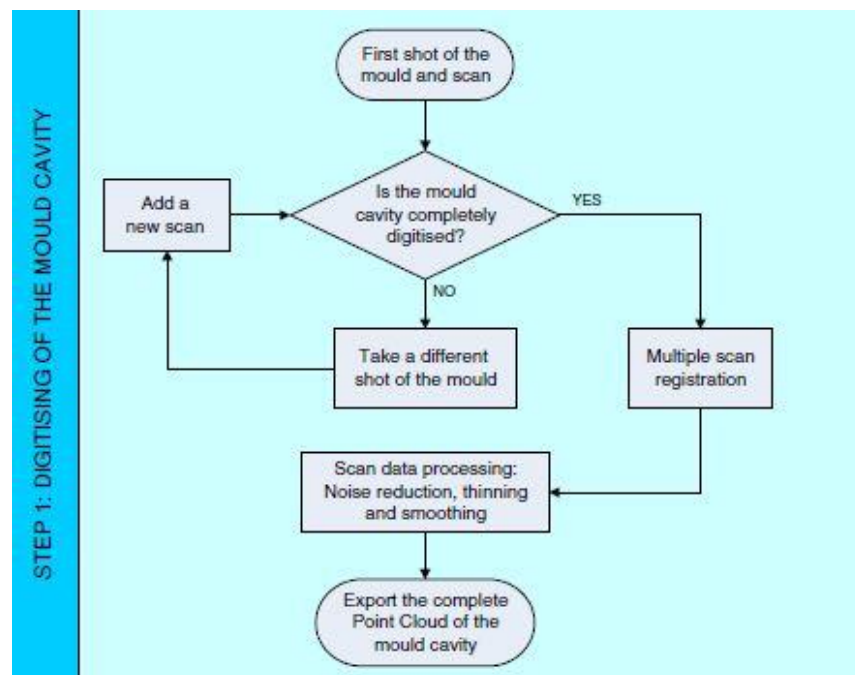 STEP 1: DIGITISING OF THE MOULD CAVITY
First shot of the
mould and scan
Is the mould
cavity completely
digitised?
YES
Add a
new scan
NO
Take a different
shot of the mould
Multiple scan
registration
Scan data processing:
Noise reduction, thinning
and smoothing
Export the complete
Point Cloud of the
mould cavity